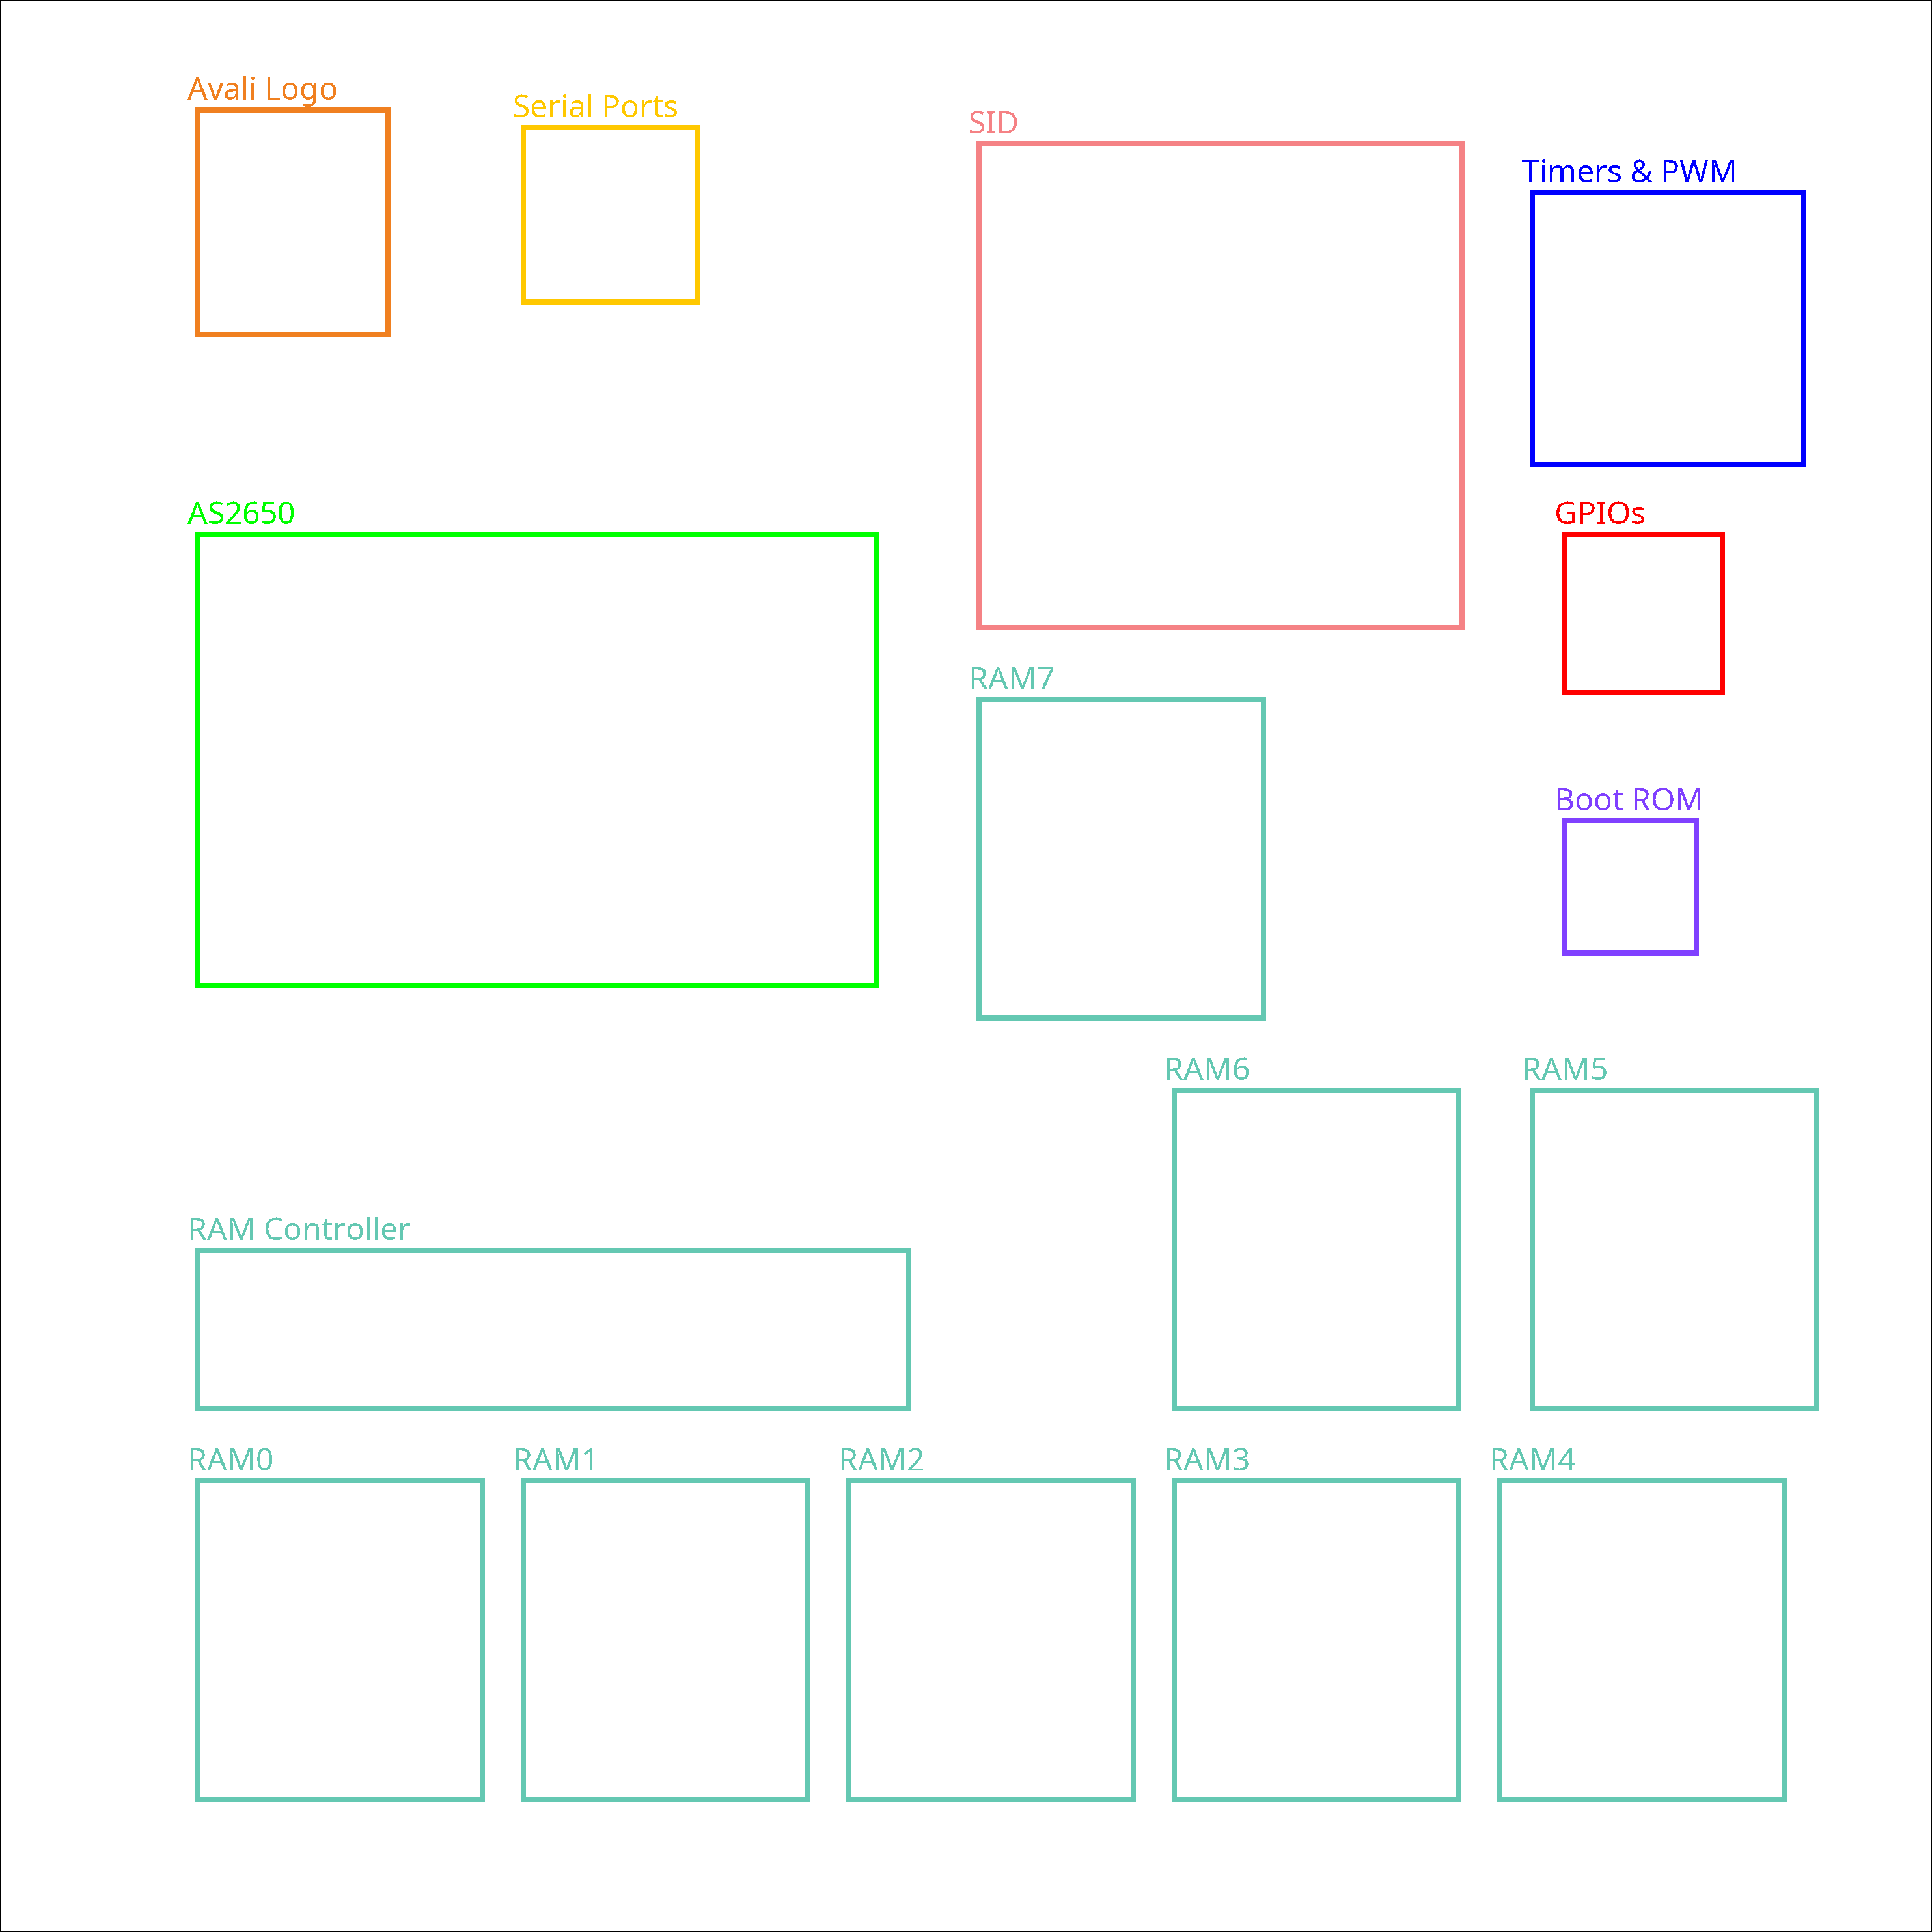 Avali Logo
Serial Ports
SID
Timers & PWM
AS2650
GPIOs
RAM7
Boot ROM
RAM6
RAM5
RAM Controller
RAM0
RAM1
RAM2
RAM3
RAM4